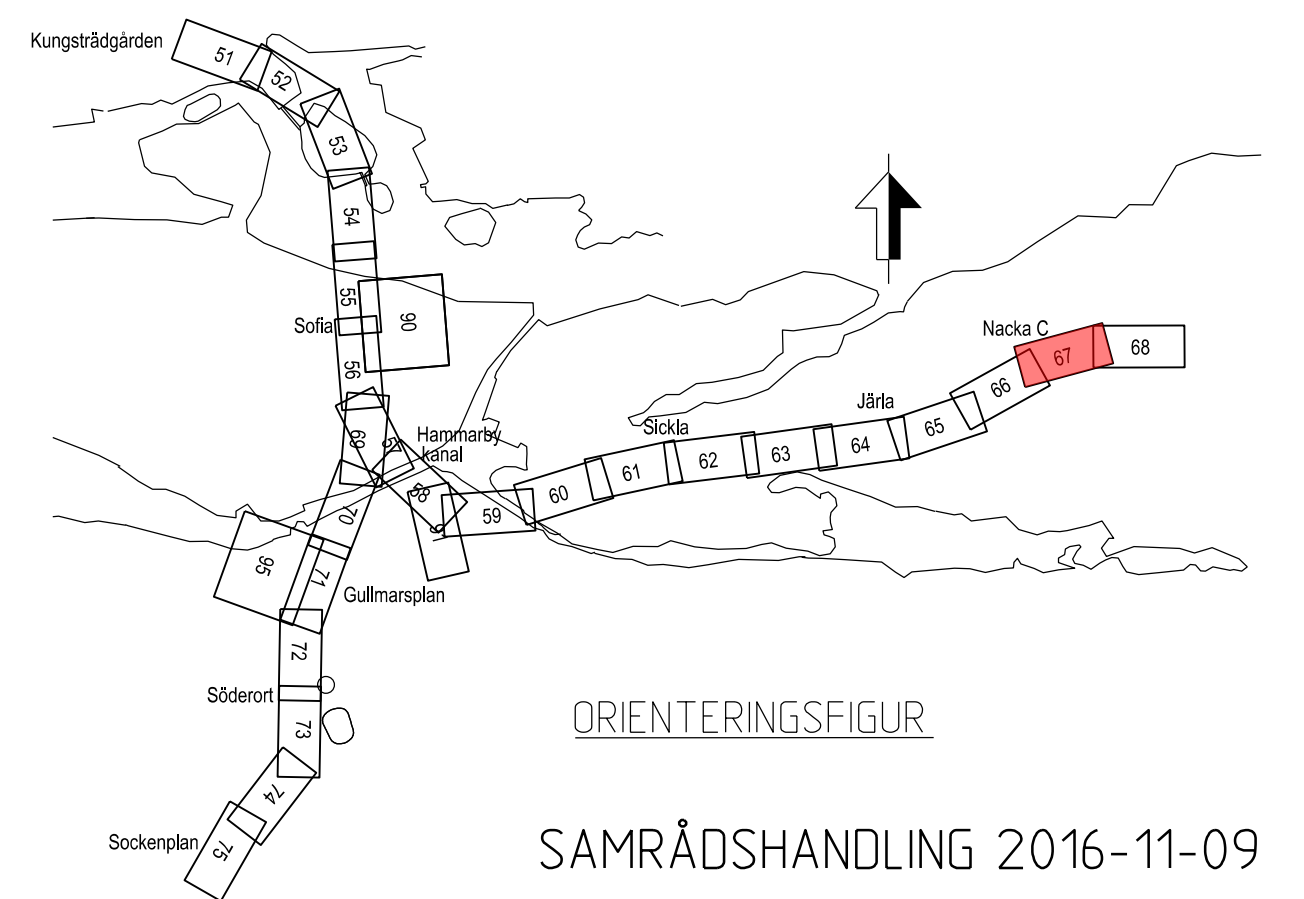 Kungsträdgården
51
52
53
54
55
90
Sofia
56
69
57
Hammarby
kanal
58
59
60
61
Sickla
62
63
64
Järla
65
66
Nacka C
67
68
70
95
71
Gullmarsplan
72
Söderort
73
74
Sockenplan
75
ORIENTERINGSFIGUR
SAMRÅDSHANDLING 2016-11-09